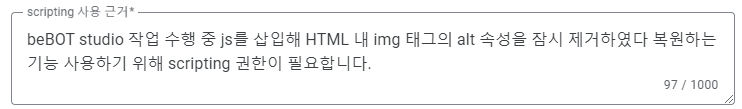 scripting 사용 근거*
beBOT studio 작업 수행 중 js를 삽입해 HTML 내 img 태그의 alt 속성을 잠시 제거하였다 복원하는
기능 사용하기 위해 scripting 권한이 필요합니다.
97 / 1000